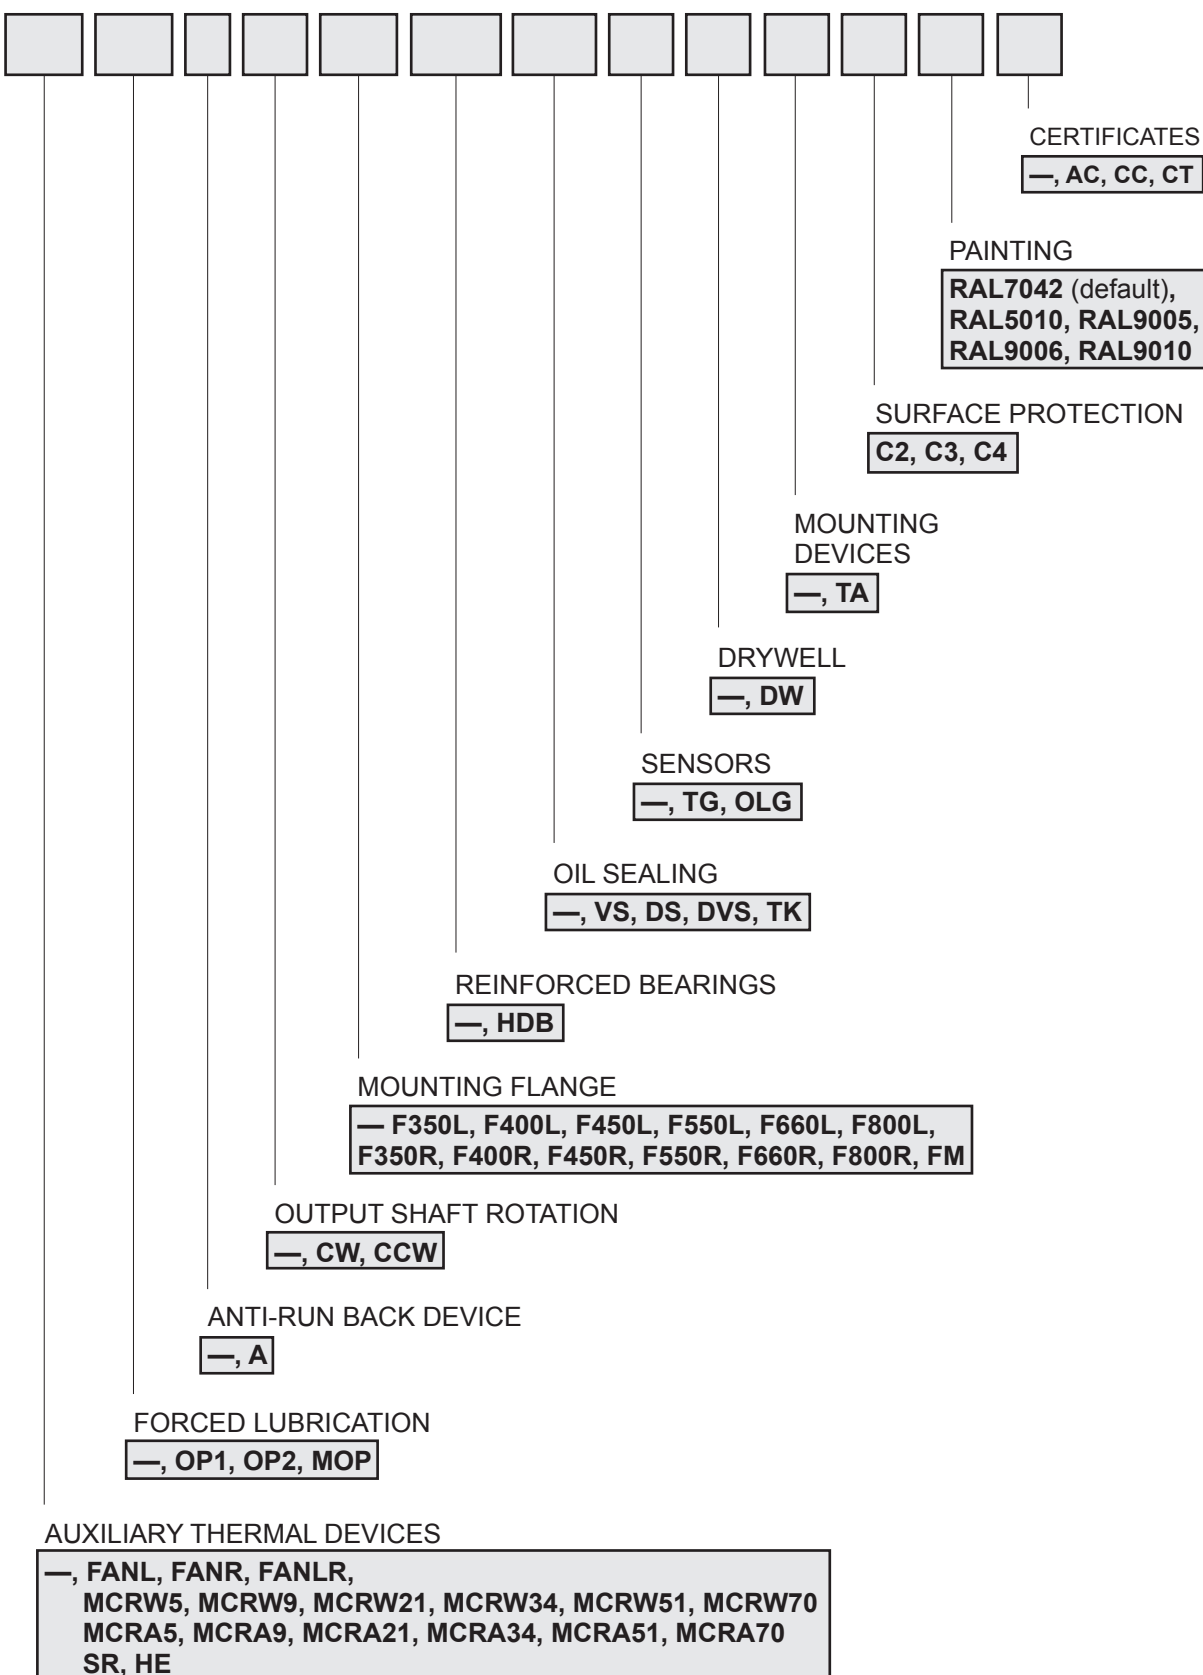 CERTIFICATES
—, AC, CC, CT
PAINTING
RAL7042 (default),
RAL5010, RAL9005,
RAL9006, RAL9010
SURFACE PROTECTION
C2, C3, C4
MOUNTING
DEVICES
—, TA
DRYWELL
—, DW
SENSORS
—, TG, OLG
OIL SEALING
—, VS, DS, DVS, TK
REINFORCED BEARINGS
—, HDB
MOUNTING FLANGE
— F350L, F400L, F450L, F550L, F660L, F800L,
F350R, F400R, F450R, F550R, F660R, F800R, FM
OUTPUT SHAFT ROTATION
—, CW, CCW
ANTI-RUN BACK DEVICE
—, A
FORCED LUBRICATION
—, OP1, OP2, MOP
AUXILIARY THERMAL DEVICES
—, FANL, FANR, FANLR,
MCRW5, MCRW9, MCRW21, MCRW34, MCRW51, MCRW70
MCRA5, MCRA9, MCRA21, MCRA34, MCRA51, MCRA70
SR, HE